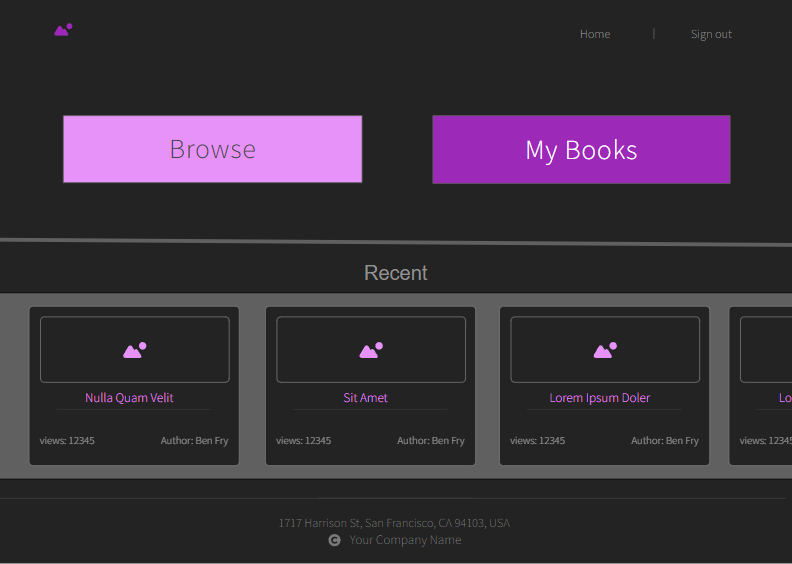 Home | Sign out
Browse
My Books
Recent
Nulla Quam Velit
views: 12345 Author: Ben Fry
Sit Amet
views: 12345 Author: Ben Fry
Lorem Ipsum Doler
views: 12345 Author: Ben Fry
Lo
views: 12345
1717 Harrison St, San Francisco, CA 94103, USA
© Your Company Name